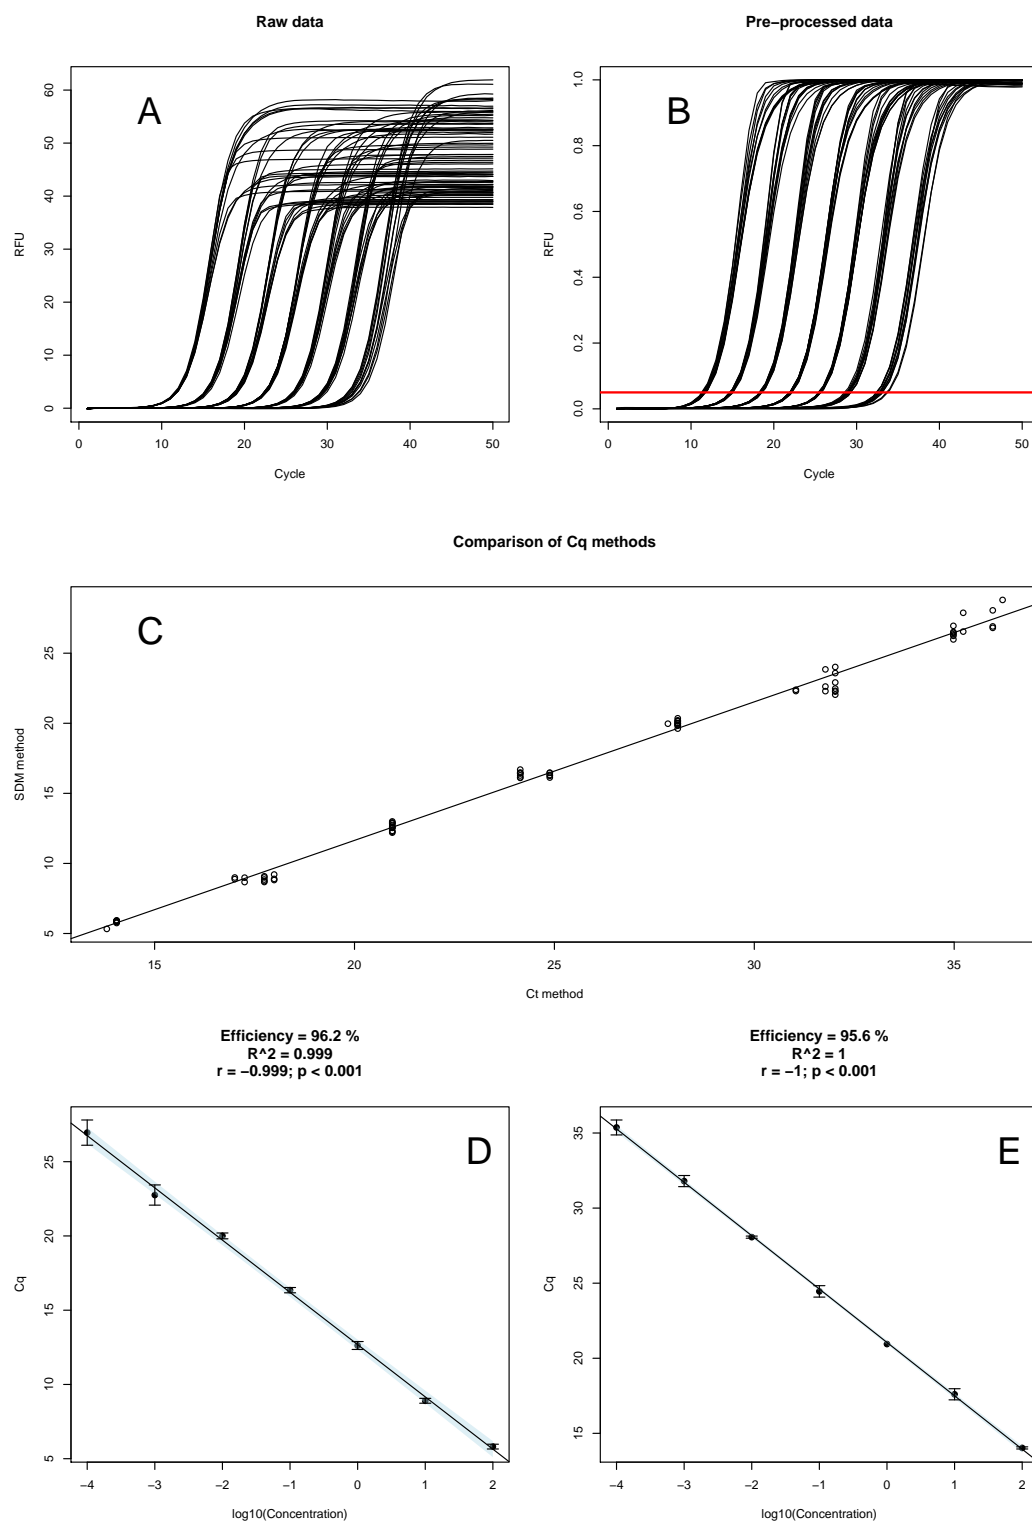 Raw data
A
60
50
40
30
20
10
0
RFU
0 10 20 30 40 50
Cycle
Pre−processed data
B
1.0
0.8
0.6
0.4
0.2
0.0
RFU
0 10 20 30 40 50
Cycle
Comparison of Cq methods
C
25
20
15
10
5
SDM method
15 20 25 30 35
Ct method
Efficiency = 96.2 %
R^2 = 0.999
r = −0.999; p < 0.001
D
25
20
15
10
5
Cq
−4 −3 −2 −1 0 1 2
log10(Concentration)
Efficiency = 95.6 %
R^2 = 1
r = −1; p < 0.001
E
35
30
25
20
15
Cq
−4 −3 −2 −1 0 1 2
log10(Concentration)